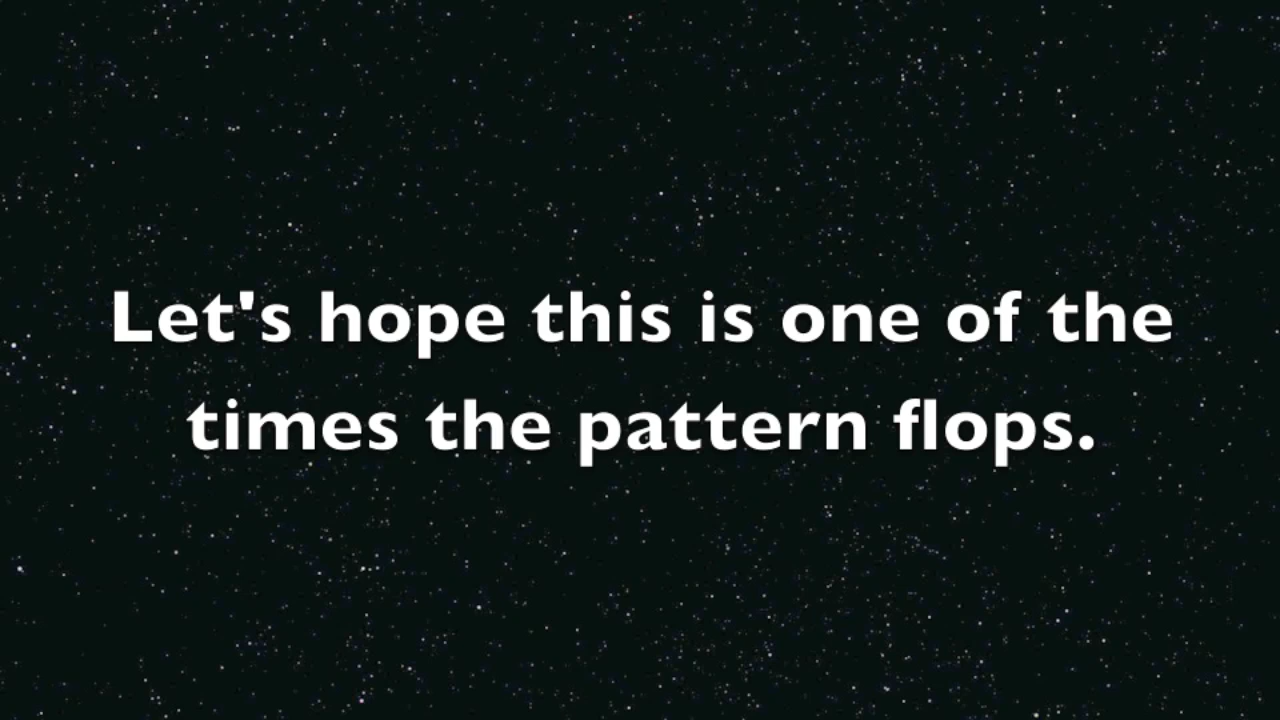 Let's hope this is one of the
times the pattern flops.